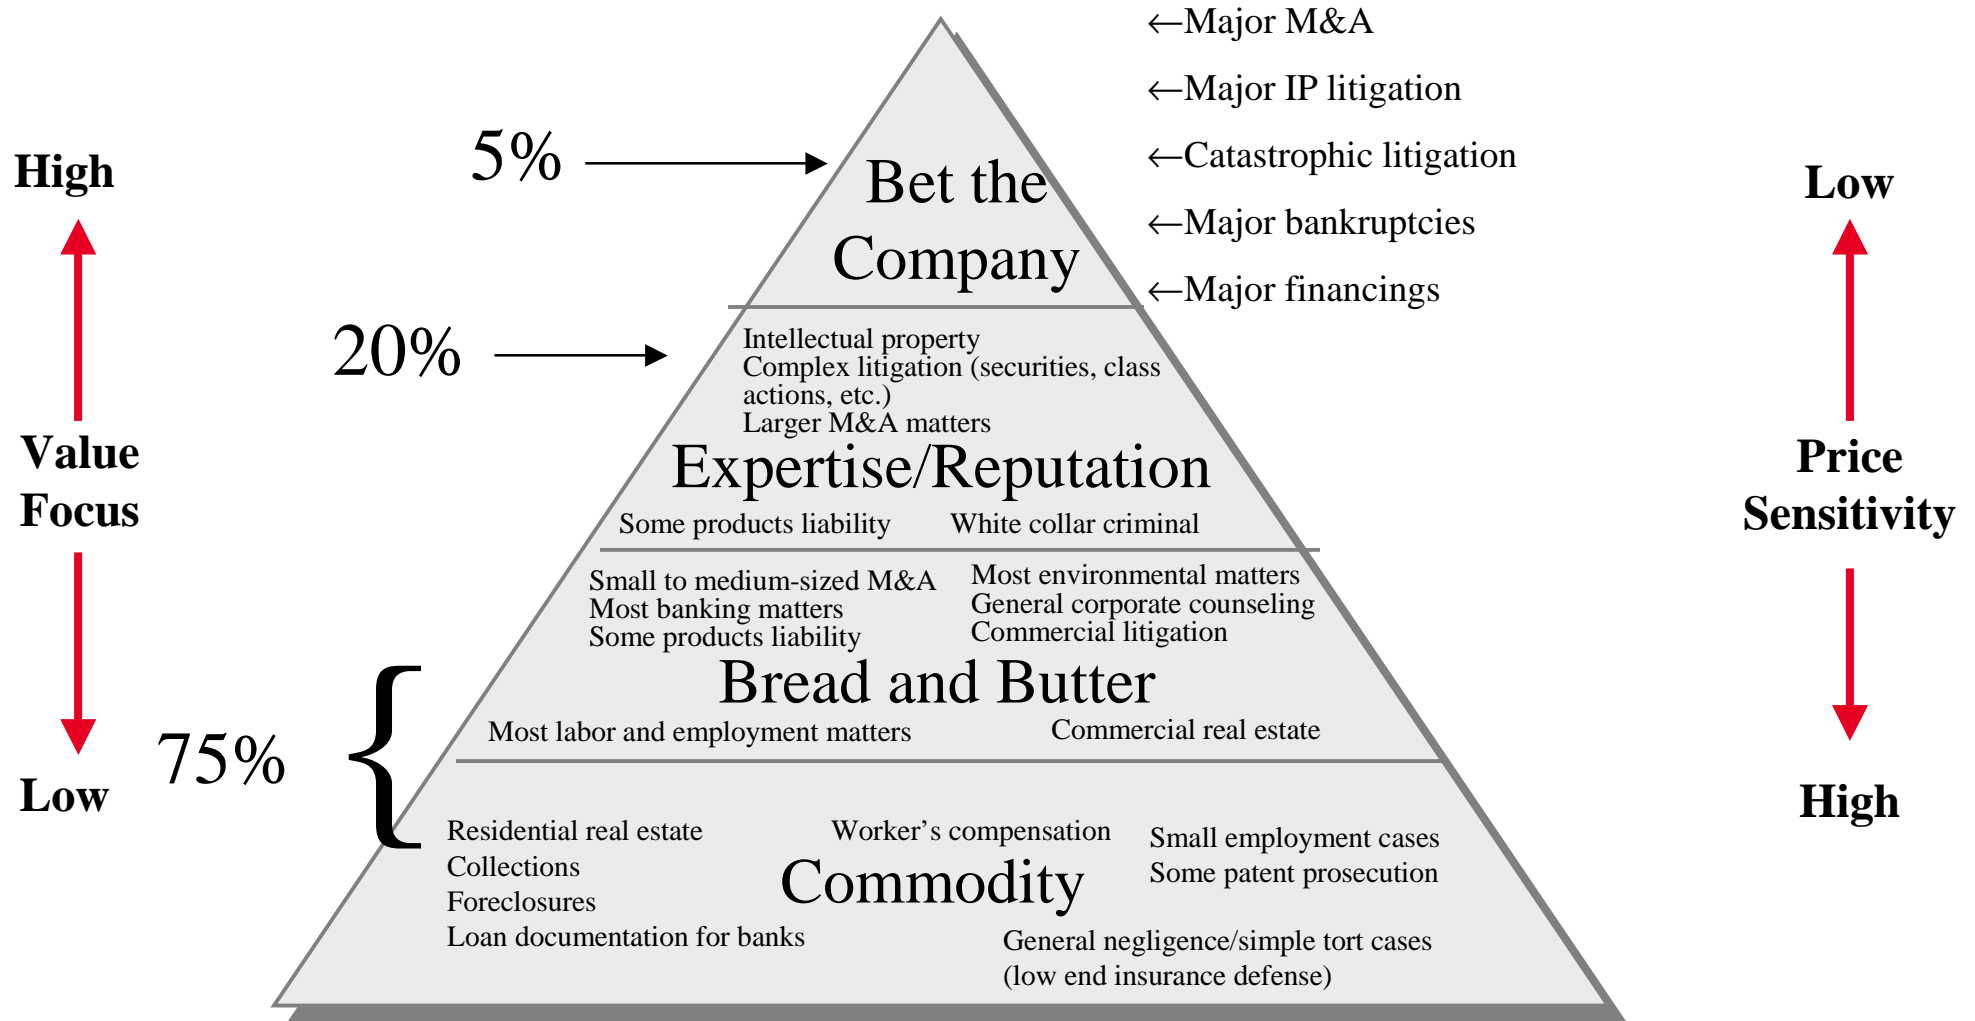 ←Major M&A
←Major IP litigation
←Catastrophic litigation
←Major bankruptcies
←Major financings
High
Value
Focus
Low
5%
20%
75%
{
Bet the
Company
Intellectual property
Complex litigation (securities, class
actions, etc.)
Larger M&A matters
Expertise/Reputation
Some products liability
White collar criminal
Small to medium-sized M&A
Most banking matters
Some products liability
Most environmental matters
General corporate counseling
Commercial litigation
Bread and Butter
Most labor and employment matters
Commercial real estate
Residential real estate
Collections
Foreclosures
Loan documentation for banks
Worker’s compensation
Commodity
Small employment cases
Some patent prosecution
General negligence/simple tort cases
(low end insurance defense)
Low
Price
Sensitivity
High